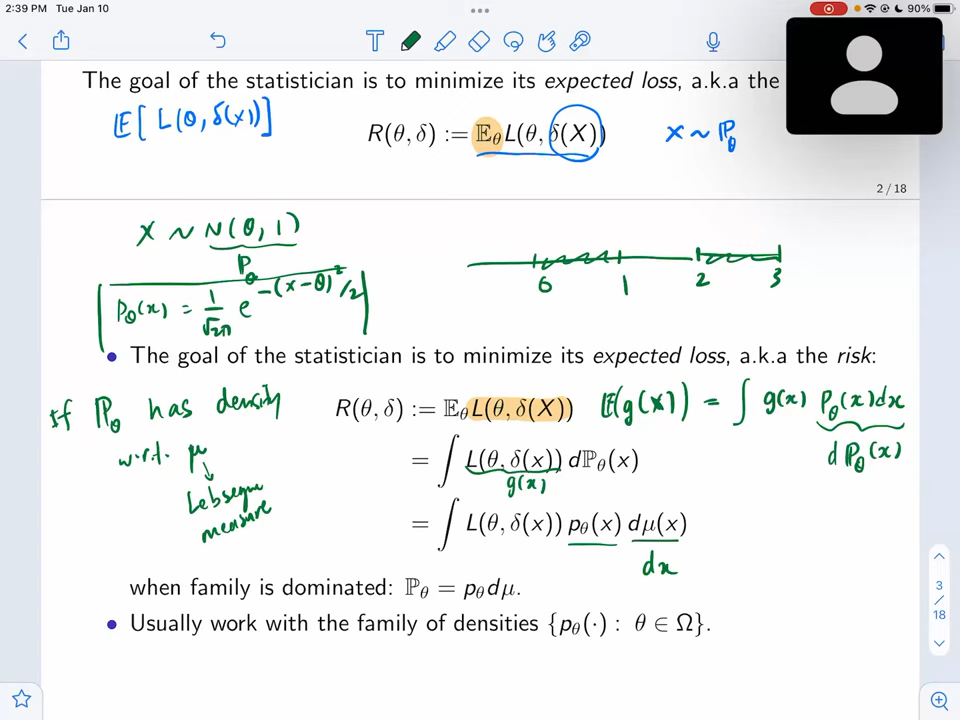 2:39 PM Tue Jan 10
90%
The goal of the statistician is to minimize its expected loss, a.k.a the
𝔼[L(θ, δ(x))]
R(θ, δ) := 𝔼_θ L(θ, δ(X))
X ~ ℙ_θ
2 / 18
X ~ N(θ, 1)
P_θ
0 1 2 3
p_θ(x) = 1/√2π e^{-(x-θ)²/2}
• The goal of the statistician is to minimize its expected loss, a.k.a the risk:
If ℙ_θ has density
R(θ, δ) := 𝔼_θ L(θ, δ(X))
𝔼(g(X)) = ∫ g(x) p_θ(x)dx
w.r.t. μ
= ∫ L(θ, δ(x)) dℙ_θ(x)
dℙ_θ(x)
g(x)
Lebsegue
measure
= ∫ L(θ, δ(x)) p_θ(x) dμ(x)
dx
when family is dominated: ℙ_θ = p_θ dμ.
• Usually work with the family of densities {p_θ(·) : θ ∈ Ω}.
3
/
18